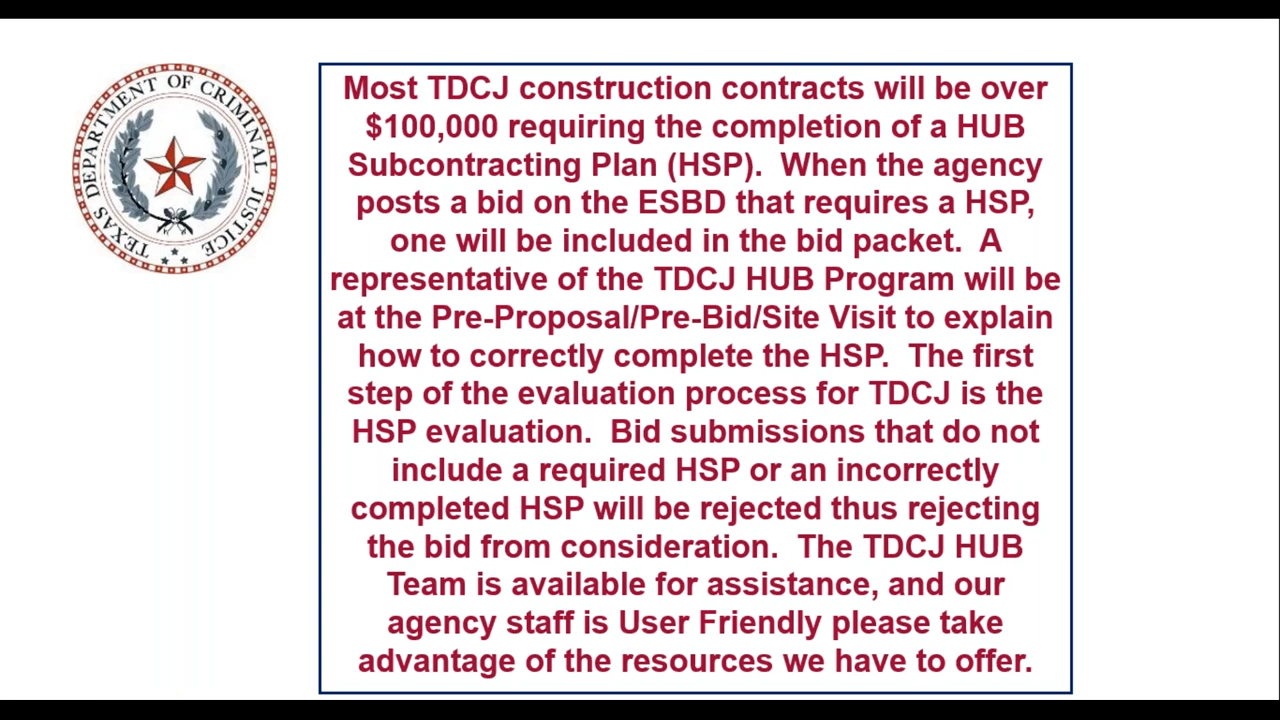 TEXAS DEPARTMENT OF CRIMINAL JUSTICE
Most TDCJ construction contracts will be over
$100,000 requiring the completion of a HUB
Subcontracting Plan (HSP).  When the agency
posts a bid on the ESBD that requires a HSP,
one will be included in the bid packet.  A
representative of the TDCJ HUB Program will be
at the Pre-Proposal/Pre-Bid/Site Visit to explain
how to correctly complete the HSP.  The first
step of the evaluation process for TDCJ is the
HSP evaluation.  Bid submissions that do not
include a required HSP or an incorrectly
completed HSP will be rejected thus rejecting
the bid from consideration.  The TDCJ HUB
Team is available for assistance, and our
agency staff is User Friendly please take
advantage of the resources we have to offer.